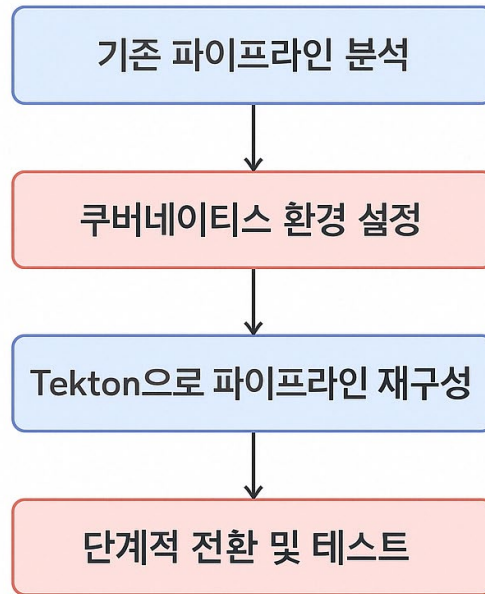 기존 파이프라인 분석
쿠버네이티스 환경 설정
Tekton으로 파이프라인 재구성
단계적 전환 및 테스트